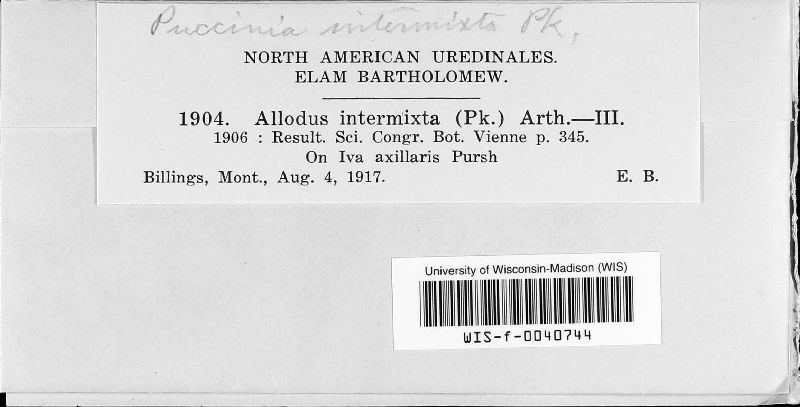 Puccinia intermixta Pk,
NORTH AMERICAN UREDINALES.
ELAM BARTHOLOMEW.
1904. Allodus intermixta (Pk.) Arth.—III.
1906 : Result. Sci. Congr. Bot. Vienne p. 345.
On Iva axillaris Pursh
Billings, Mont., Aug. 4, 1917. E. B.
University of Wisconsin-Madison (WIS)
WIS-f-0040744